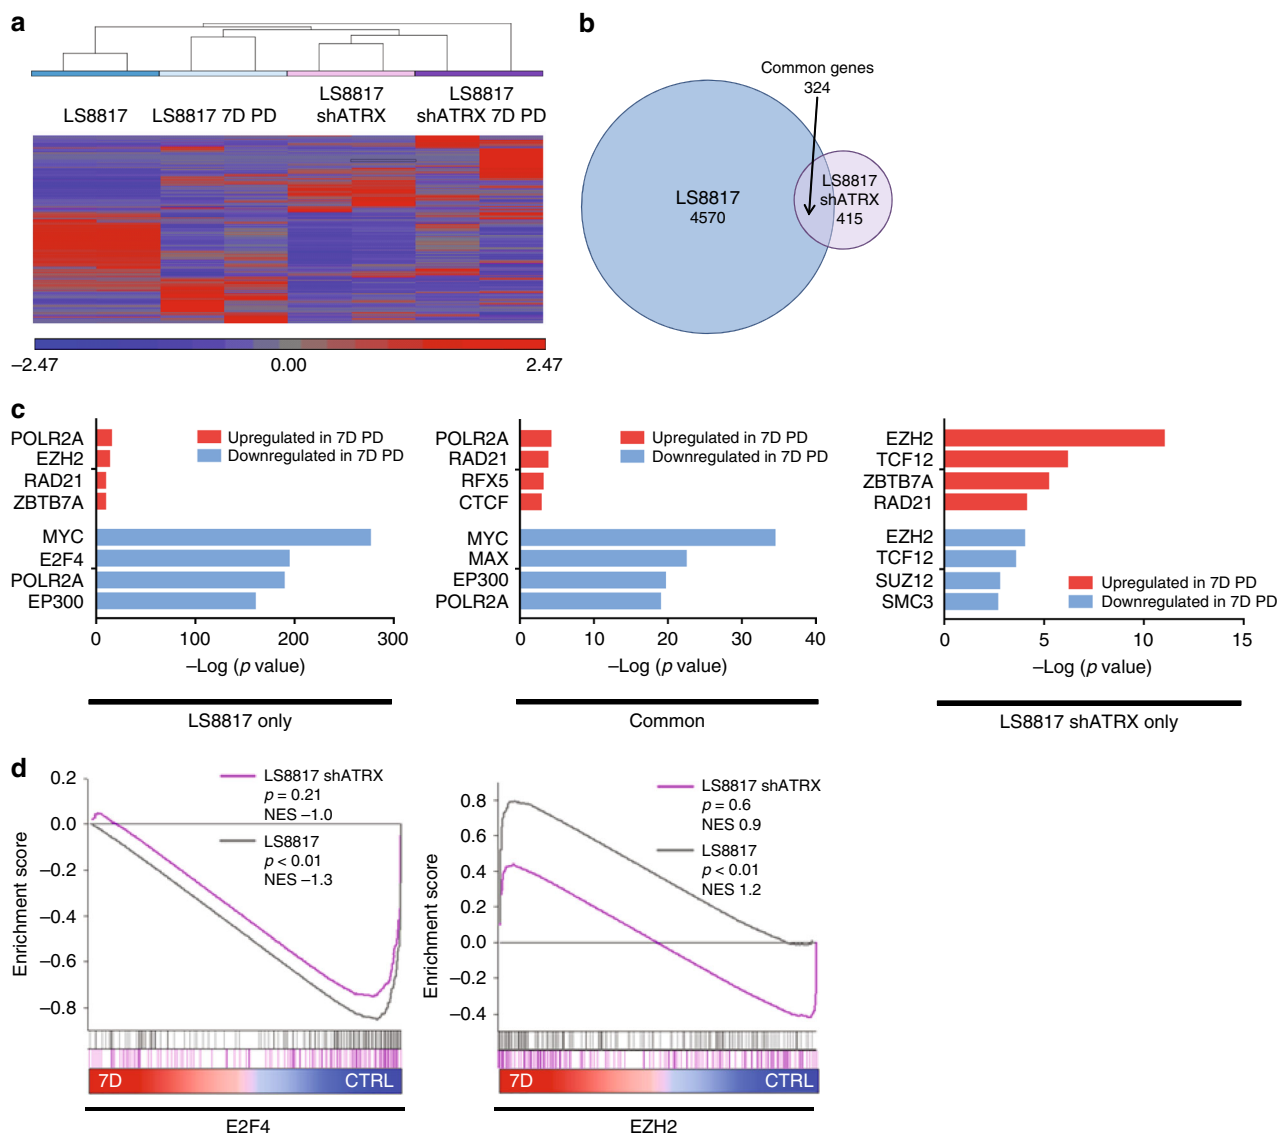 a
LS8817
LS8817 7D PD
LS8817
shATRX
LS8817
shATRX 7D PD
−2.47
0.00
2.47
b
Common genes
324
LS8817
4570
LS8817
shATRX
415
c
POLR2A
EZH2
RAD21
ZBTB7A
MYC
E2F4
POLR2A
EP300
Upregulated in 7D PD
Downregulated in 7D PD
0
100
200
300
−Log (p value)
LS8817 only
POLR2A
RAD21
RFX5
CTCF
MYC
MAX
EP300
POLR2A
Upregulated in 7D PD
Downregulated in 7D PD
0
10
20
30
40
−Log (p value)
Common
EZH2
TCF12
ZBTB7A
RAD21
EZH2
TCF12
SUZ12
SMC3
Upregulated in 7D PD
Downregulated in 7D PD
0
5
10
15
−Log (p value)
LS8817 shATRX only
d
Enrichment score
0.2
0.0
−0.2
−0.4
−0.6
−0.8
LS8817 shATRX
p = 0.21
NES −1.0
LS8817
p < 0.01
NES −1.3
7D
CTRL
E2F4
Enrichment score
0.8
0.6
0.4
0.2
0.0
−0.2
−0.4
LS8817 shATRX
p = 0.6
NES 0.9
LS8817
p < 0.01
NES 1.2
7D
CTRL
EZH2